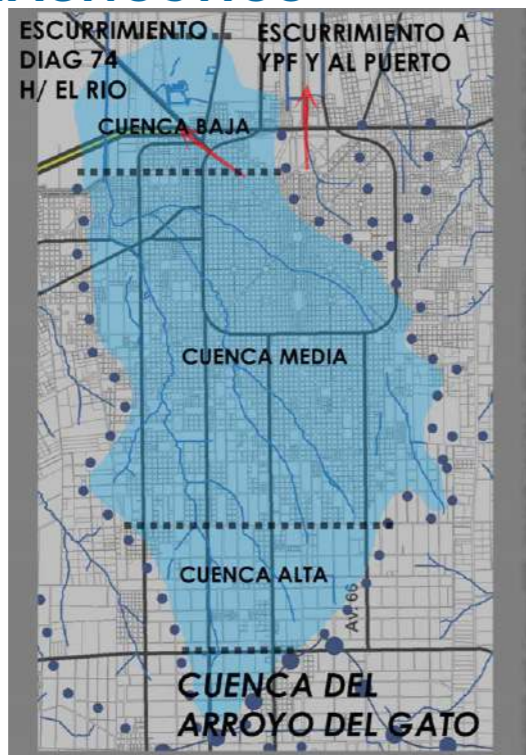 ESCURRIMIENTO
DIAG 74
H/ EL RIO
ESCURRIMIENTO A
YPF Y AL PUERTO
CUENCA BAJA
CUENCA MEDIA
CUENCA ALTA
AV. 66
CUENCA DEL
ARROYO DEL GATO